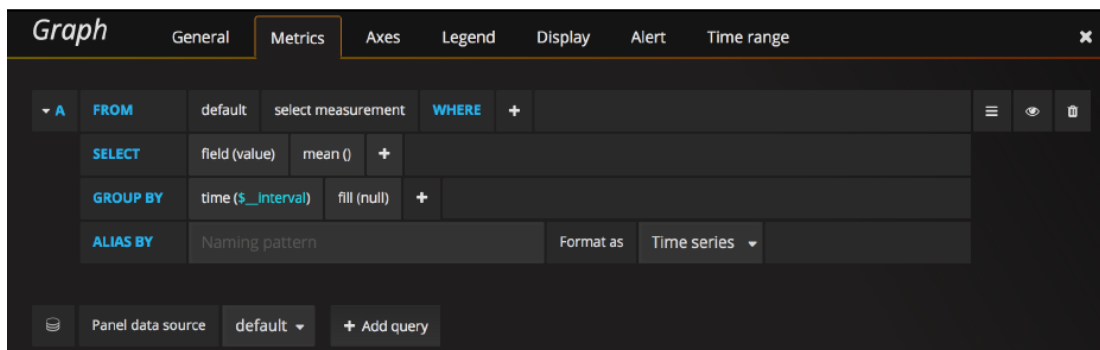 Graph General Metrics Axes Legend Display Alert Time range ×
A FROM default select measurement WHERE +
SELECT field (value) mean () +
GROUP BY time ($__interval) fill (null) +
ALIAS BY Naming pattern Format as Time series
Panel data source default + Add query